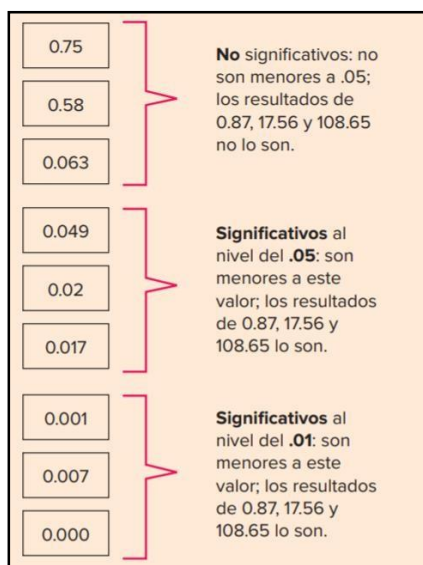 0.75
0.58
0.063
No significativos: no
son menores a .05;
los resultados de
0.87, 17.56 y 108.65
no lo son.
0.049
0.02
0.017
Significativos al
nivel del .05: son
menores a este
valor; los resultados
de 0.87, 17.56 y
108.65 lo son.
0.001
0.007
0.000
Significativos al
nivel del .01: son
menores a este
valor; los resultados
de 0.87, 17.56 y
108.65 lo son.